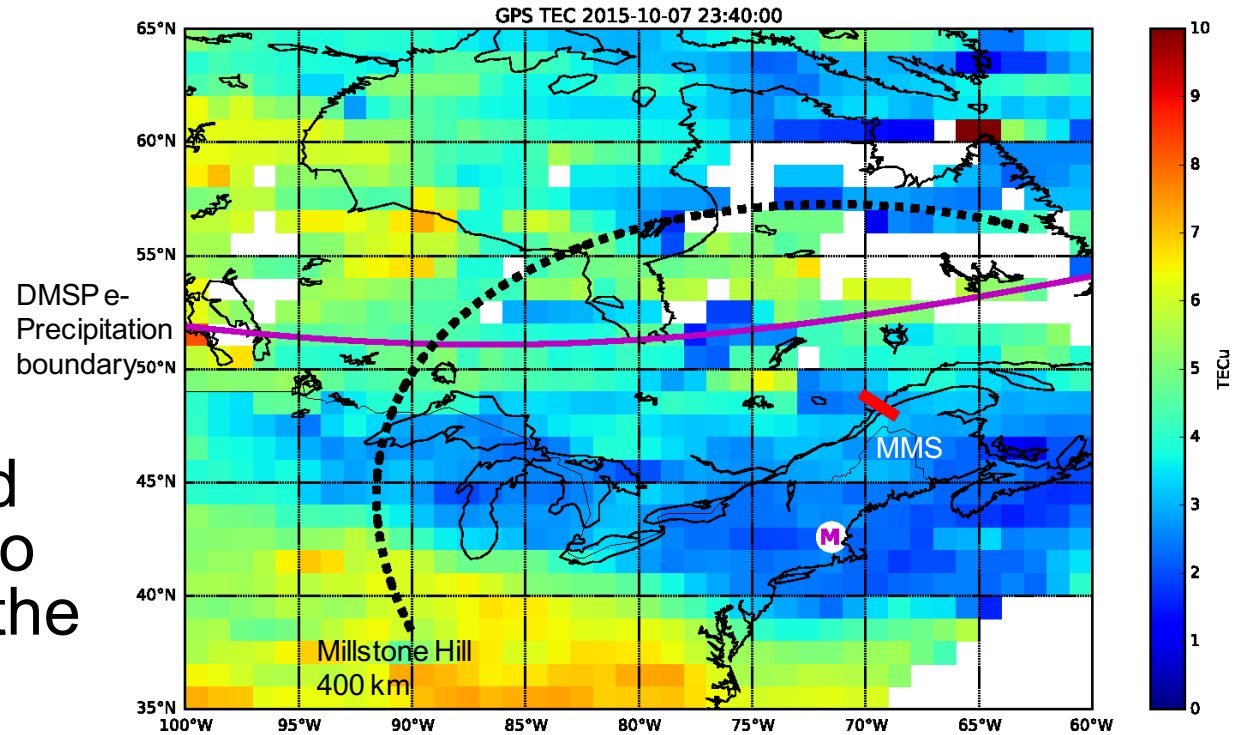 GPS TEC 2015-10-07 23:40:00
65°N
60°N
55°N
50°N
45°N
40°N
35°N
100°W
95°W
90°W
85°W
80°W
75°W
70°W
65°W
60°W
DMSP e-
Precipitation
boundary
MMS
M
Millstone Hill
400 km
10
9
8
7
6
5
4
3
2
1
0
TECu
d
o
the